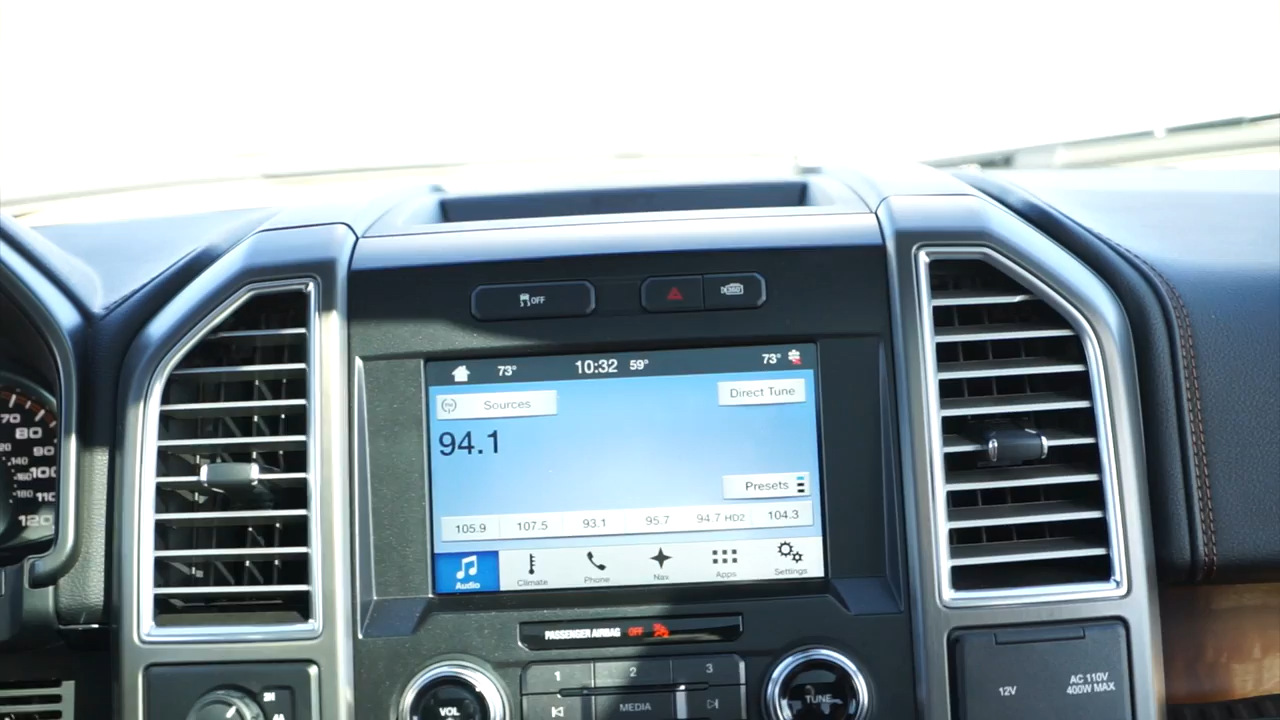 OFF
360
73° 10:32 59° 73°
Sources
Direct Tune
94.1
Presets
105.9 107.5 93.1 95.7 94.7 HD2 104.3
Audio Climate Phone Nav Apps Settings
PASSENGER AIRBAG OFF
1 2 3
VOL
MEDIA
TUNE
12V
AC 110V
400W MAX
70
80
90
100
110
120
140
160
180